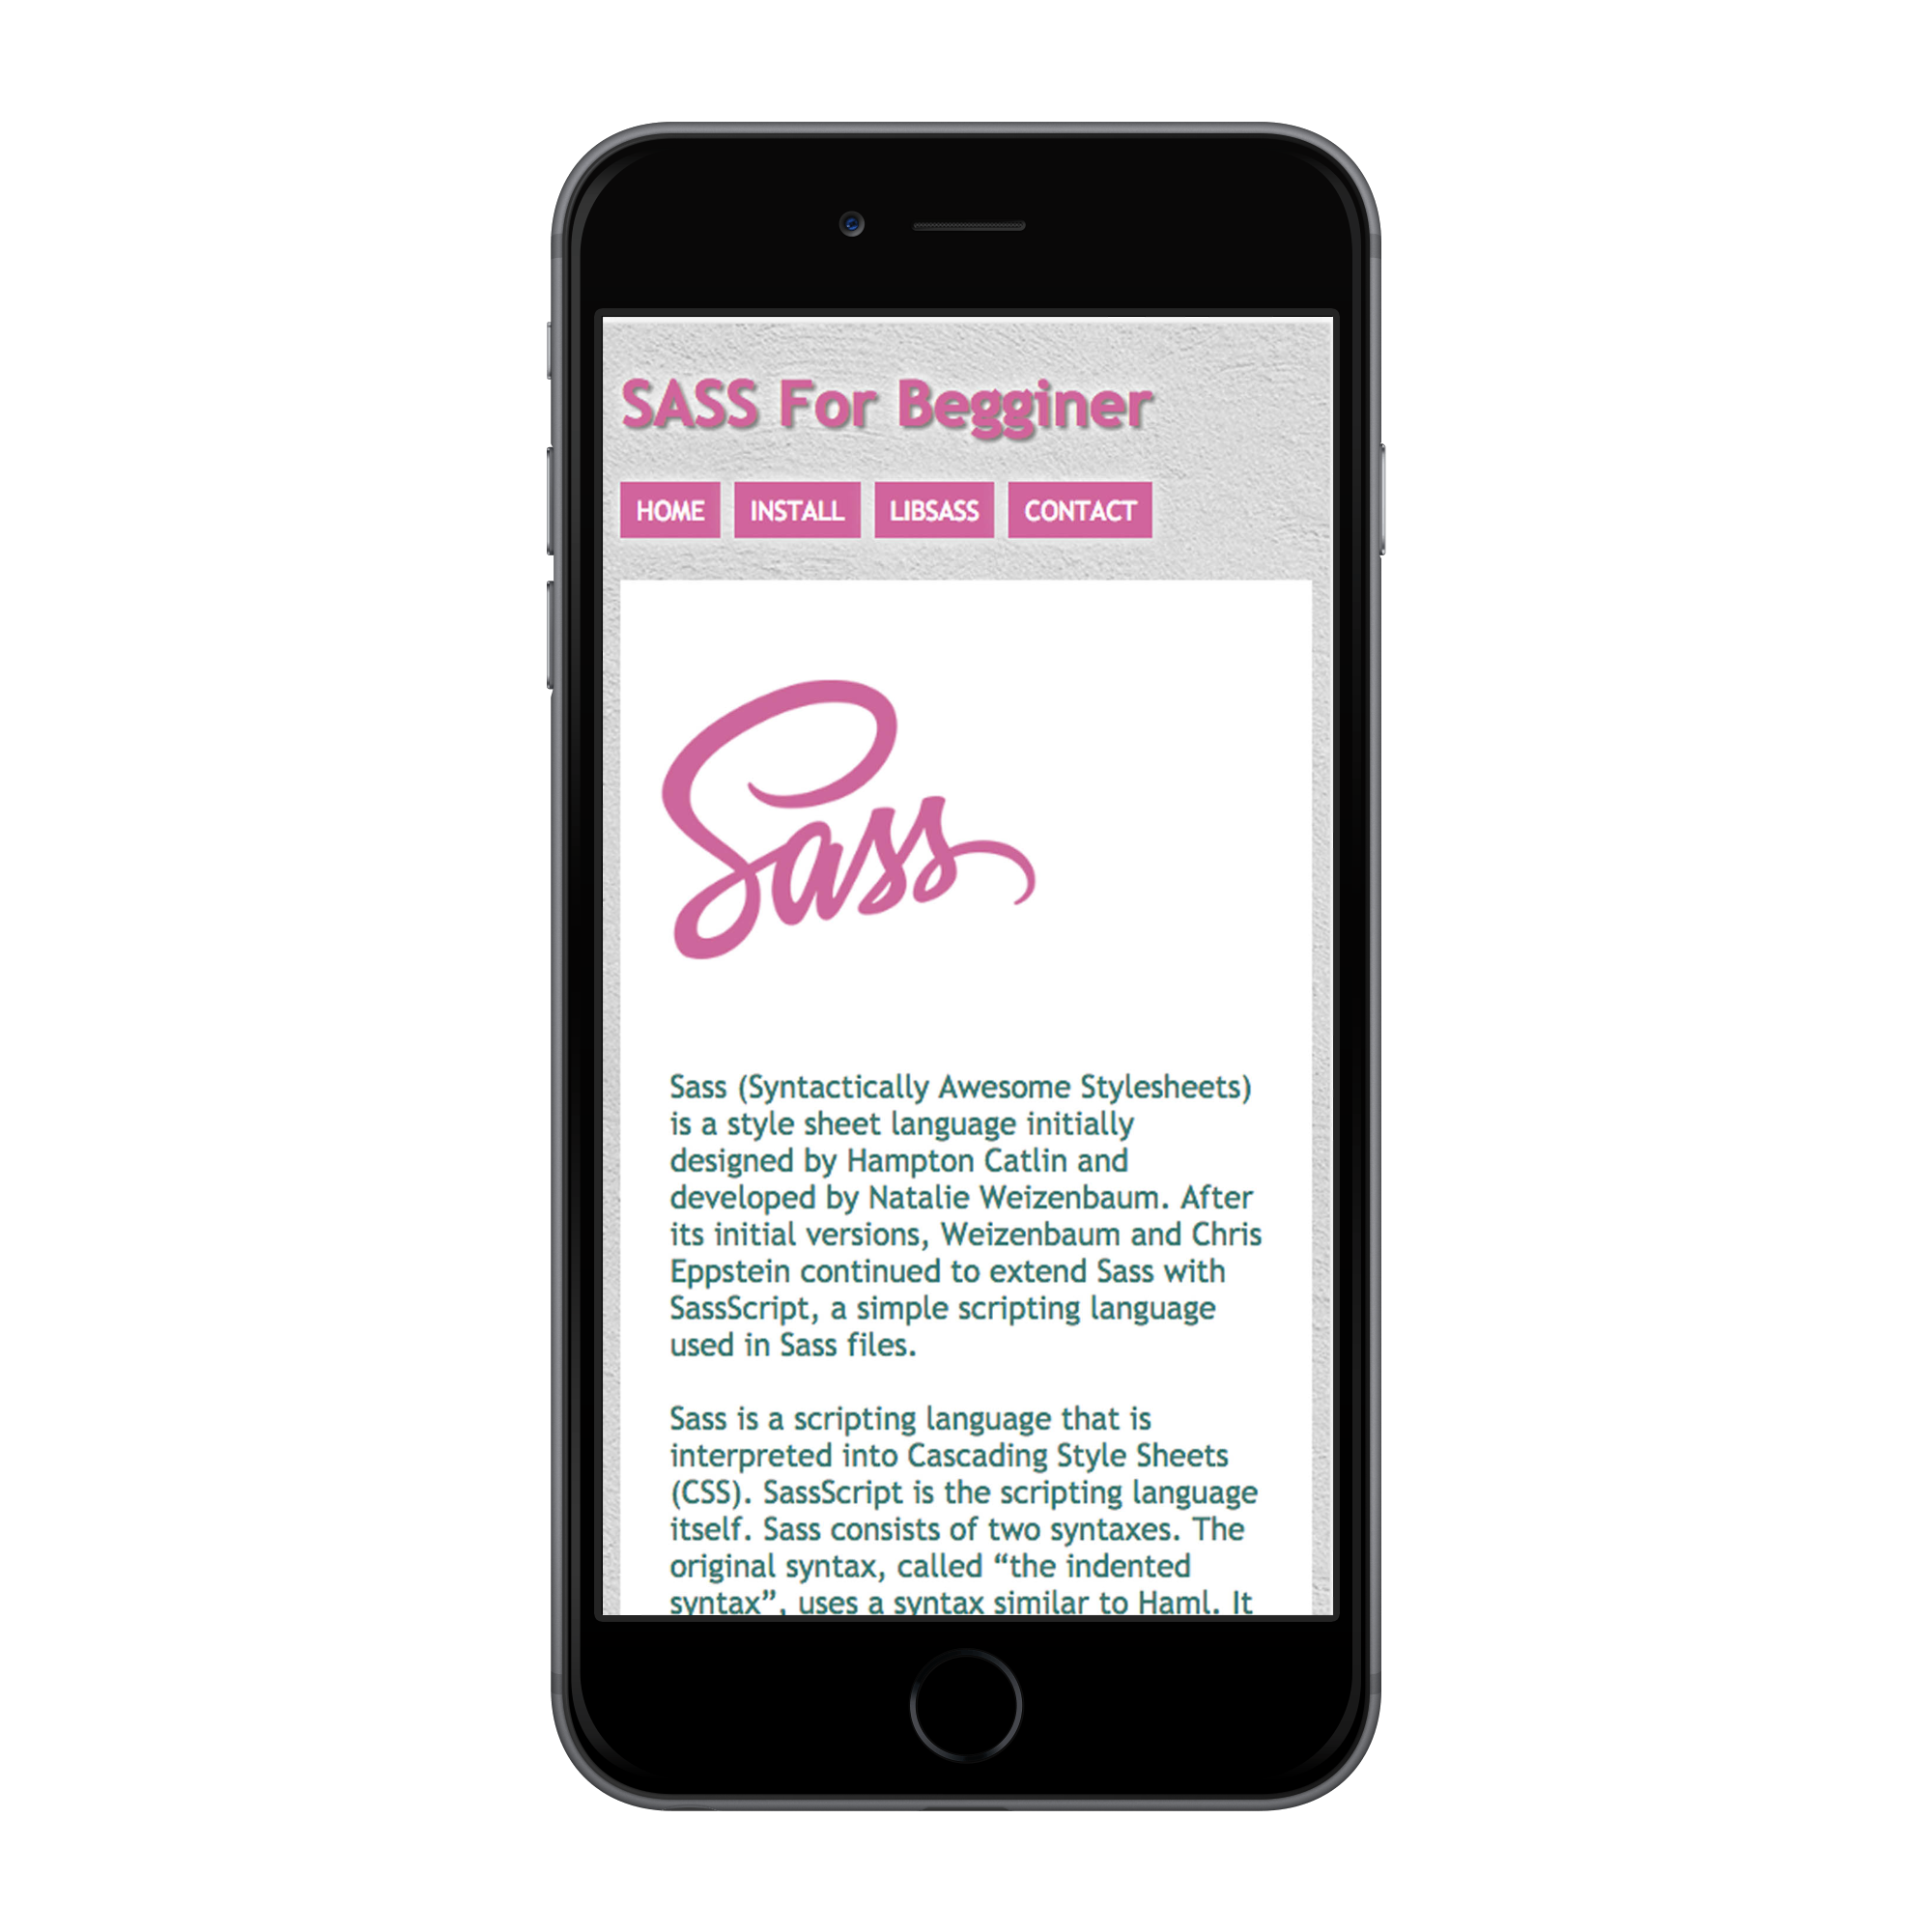 SASS For Begginer
HOME INSTALL LIBSASS CONTACT
Sass
Sass (Syntactically Awesome Stylesheets)
is a style sheet language initially
designed by Hampton Catlin and
developed by Natalie Weizenbaum. After
its initial versions, Weizenbaum and Chris
Eppstein continued to extend Sass with
SassScript, a simple scripting language
used in Sass files.
Sass is a scripting language that is
interpreted into Cascading Style Sheets
(CSS). SassScript is the scripting language
itself. Sass consists of two syntaxes. The
original syntax, called “the indented
syntax”, uses a syntax similar to Haml. It